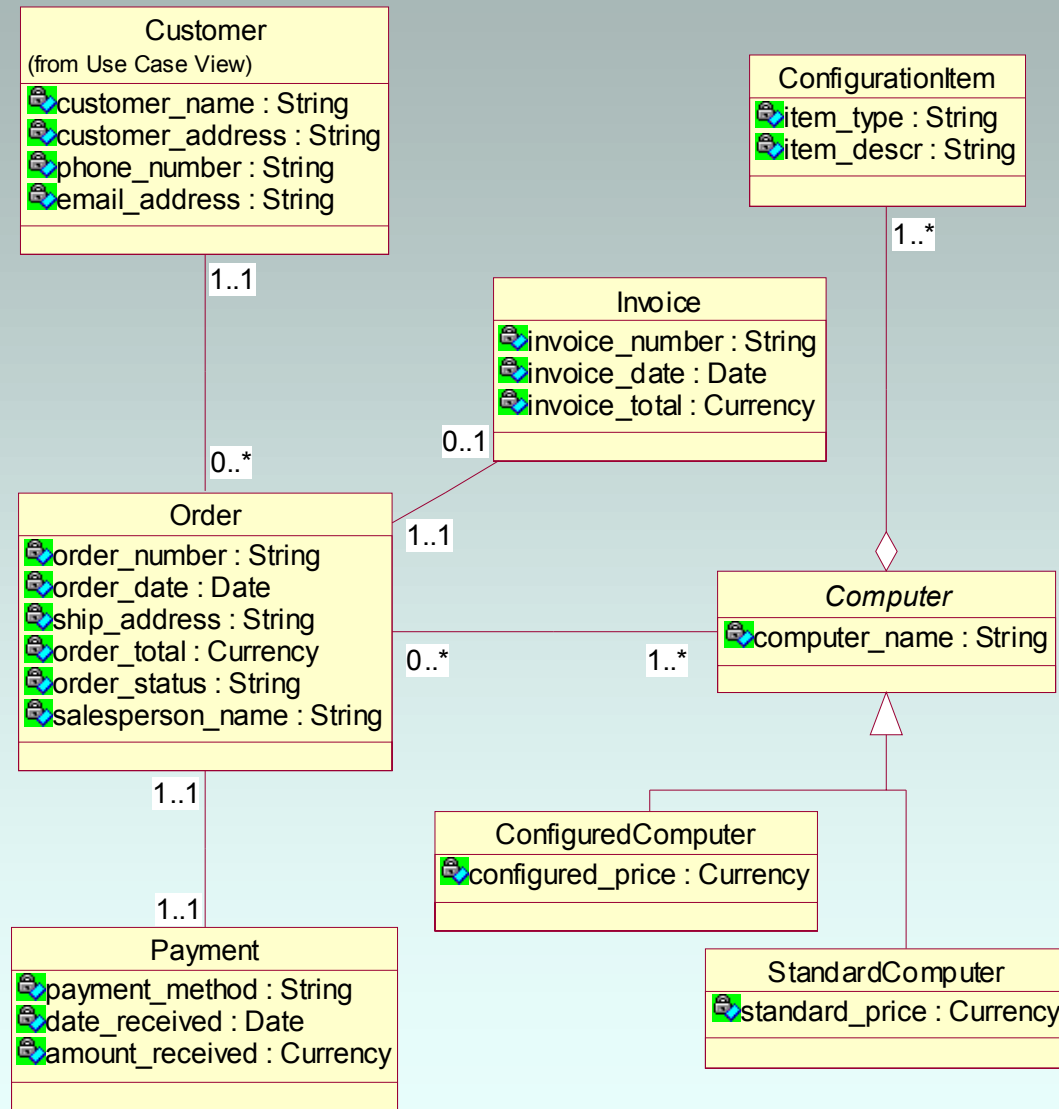 Customer
(from Use Case View)
customer_name : String
customer_address : String
phone_number : String
email_address : String
ConfigurationItem
item_type : String
item_descr : String
1..*
1..1
Invoice
invoice_number : String
invoice_date : Date
invoice_total : Currency
0..1
0..*
1..1
Order
order_number : String
order_date : Date
ship_address : String
order_total : Currency
order_status : String
salesperson_name : String
0..*
1..*
Computer
computer_name : String
1..1
1..1
ConfiguredComputer
configured_price : Currency
Payment
payment_method : String
date_received : Date
amount_received : Currency
StandardComputer
standard_price : Currency